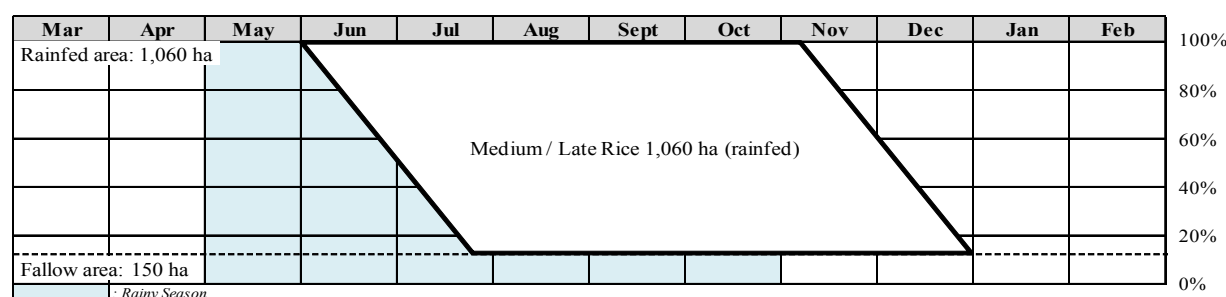 Mar Apr May Jun Jul Aug Sept Oct Nov Dec Jan Feb
100%
Rainfed area: 1,060 ha
80%
60%
Medium / Late Rice 1,060 ha (rainfed)
40%
20%
Fallow area: 150 ha
0%
: Rainy Season